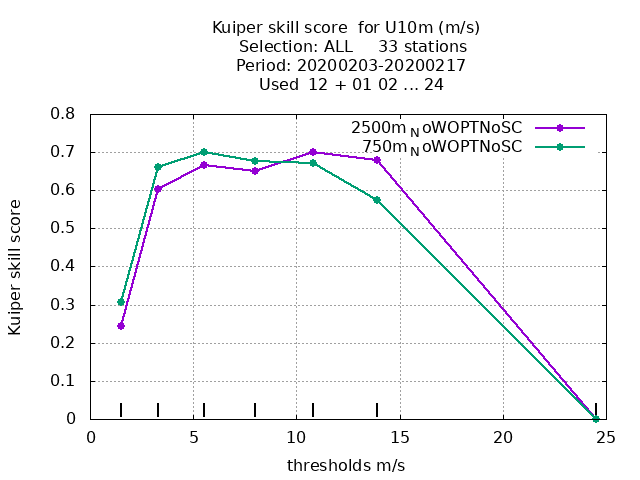 Kuiper skill score for U10m (m/s)
Selection: ALL 33 stations
Period: 20200203-20200217
Used 12 + 01 02 ... 24
2500m_NoWOPTNoSC
750m_NoWOPTNoSC
0.8
0.7
0.6
0.5
0.4
0.3
0.2
0.1
0
Kuiper skill score
0 5 10 15 20 25
thresholds m/s